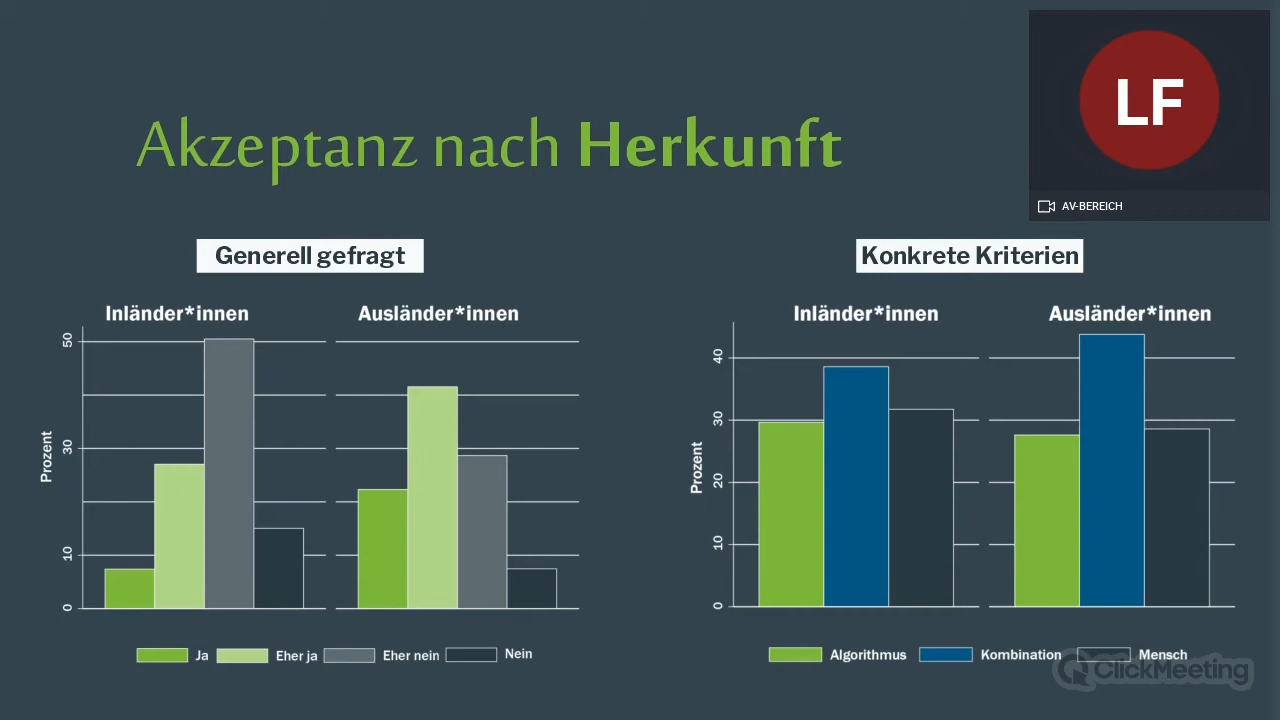 LF
AV-BEREICH
Akzeptanz nach Herkunft
Generell gefragt
Inländer*innen
Ausländer*innen
Prozent
50
30
10
0
Ja
Eher ja
Eher nein
Nein
Konkrete Kriterien
Inländer*innen
Ausländer*innen
Prozent
40
30
20
10
0
Algorithmus
Kombination
Mensch
ClickMeeting